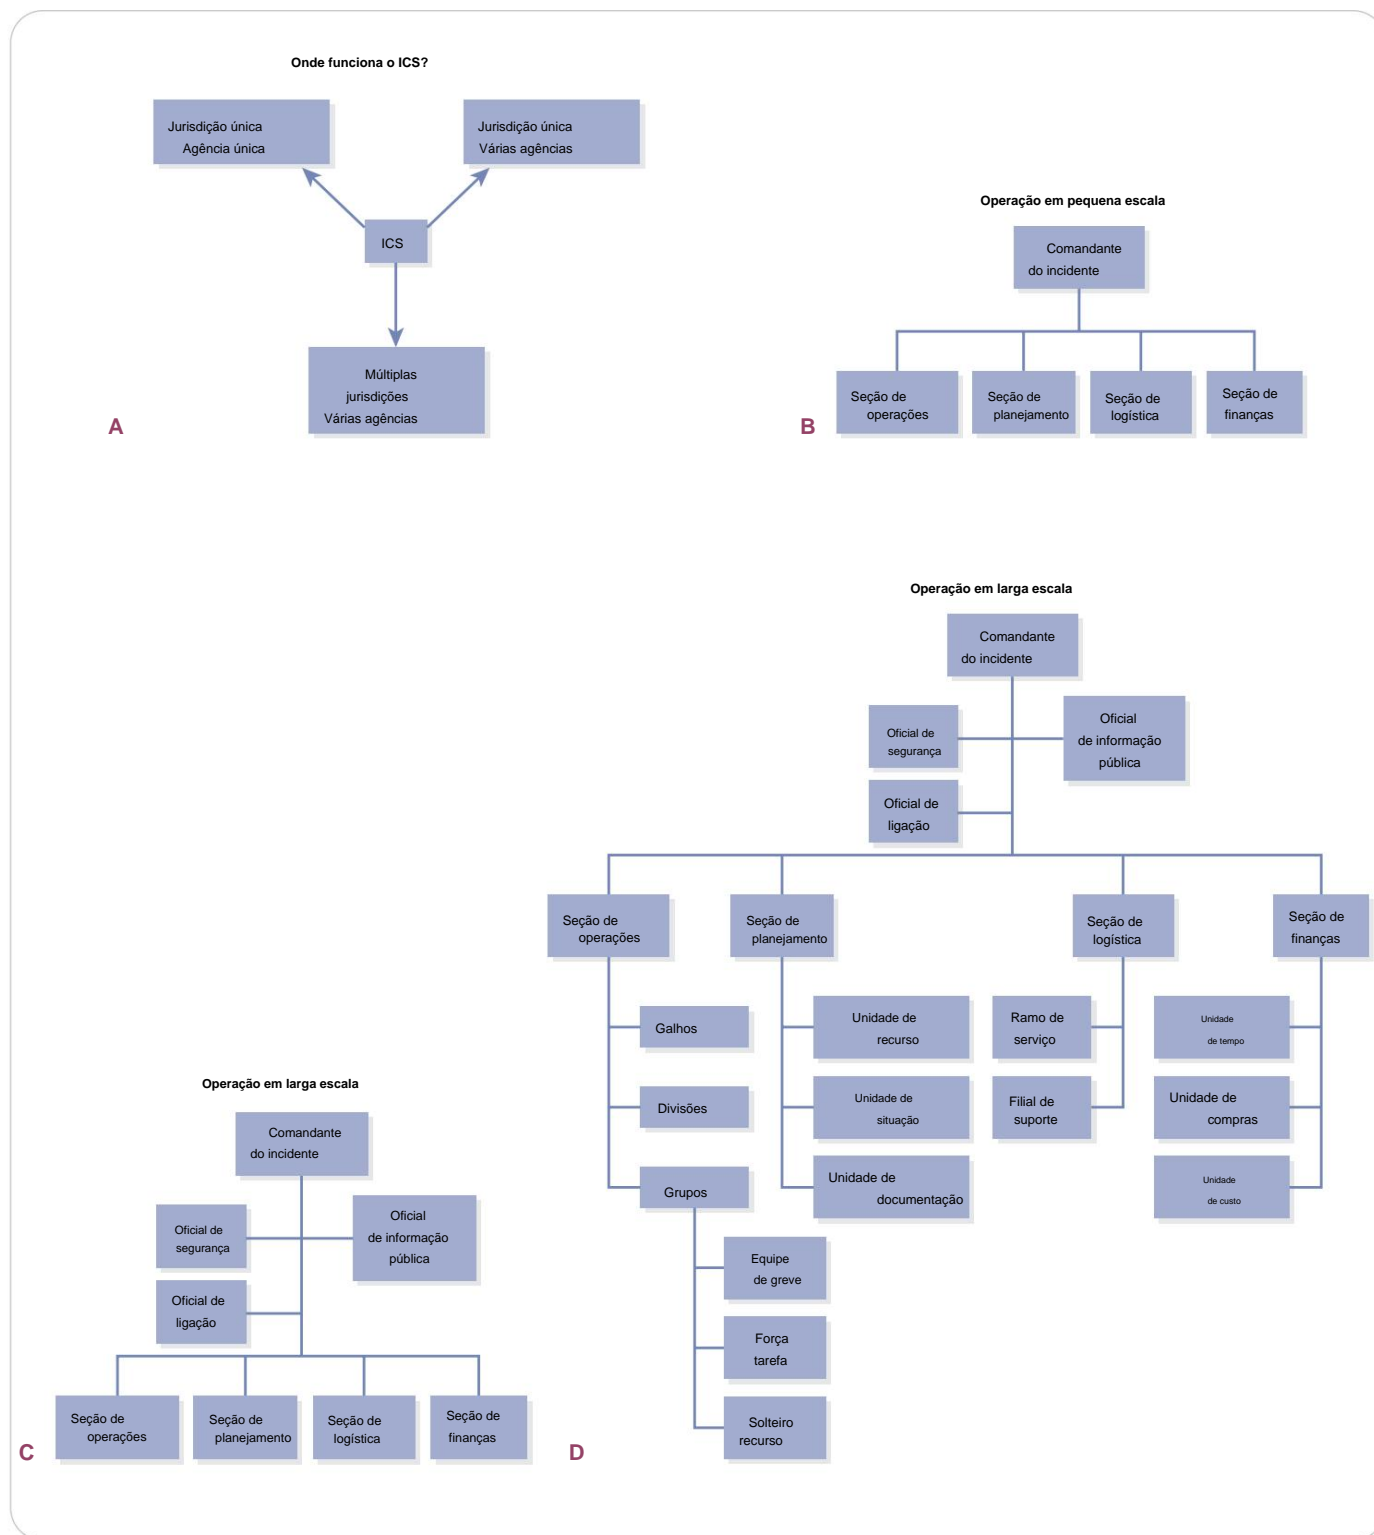 Onde funciona o ICS?
Jurisdição única
Agência única
Jurisdição única
Várias agências
ICS
Múltiplas
jurisdições
Várias agências
A
Operação em pequena escala
Comandante
do incidente
Seção de
operações
Seção de
planejamento
Seção de
logística
Seção de
finanças
B
Operação em larga escala
Comandante
do incidente
Oficial de
segurança
Oficial
de informação
pública
Oficial de
ligação
Seção de
operações
Seção de
planejamento
Seção de
logística
Seção de
finanças
C
Operação em larga escala
Comandante
do incidente
Oficial de
segurança
Oficial
de informação
pública
Oficial de
ligação
Seção de
operações
Seção de
planejamento
Seção de
logística
Seção de
finanças
Galhos
Divisões
Grupos
Equipe
de greve
Força
tarefa
Solteiro
recurso
Unidade de
recurso
Unidade de
situação
Unidade de
documentação
Ramo de
serviço
Filial de
suporte
Unidade
de tempo
Unidade de
compras
Unidade
de custo
D